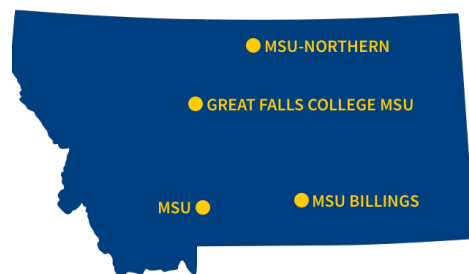 MSU-NORTHERN
GREAT FALLS COLLEGE MSU
MSU BILLINGS
MSU